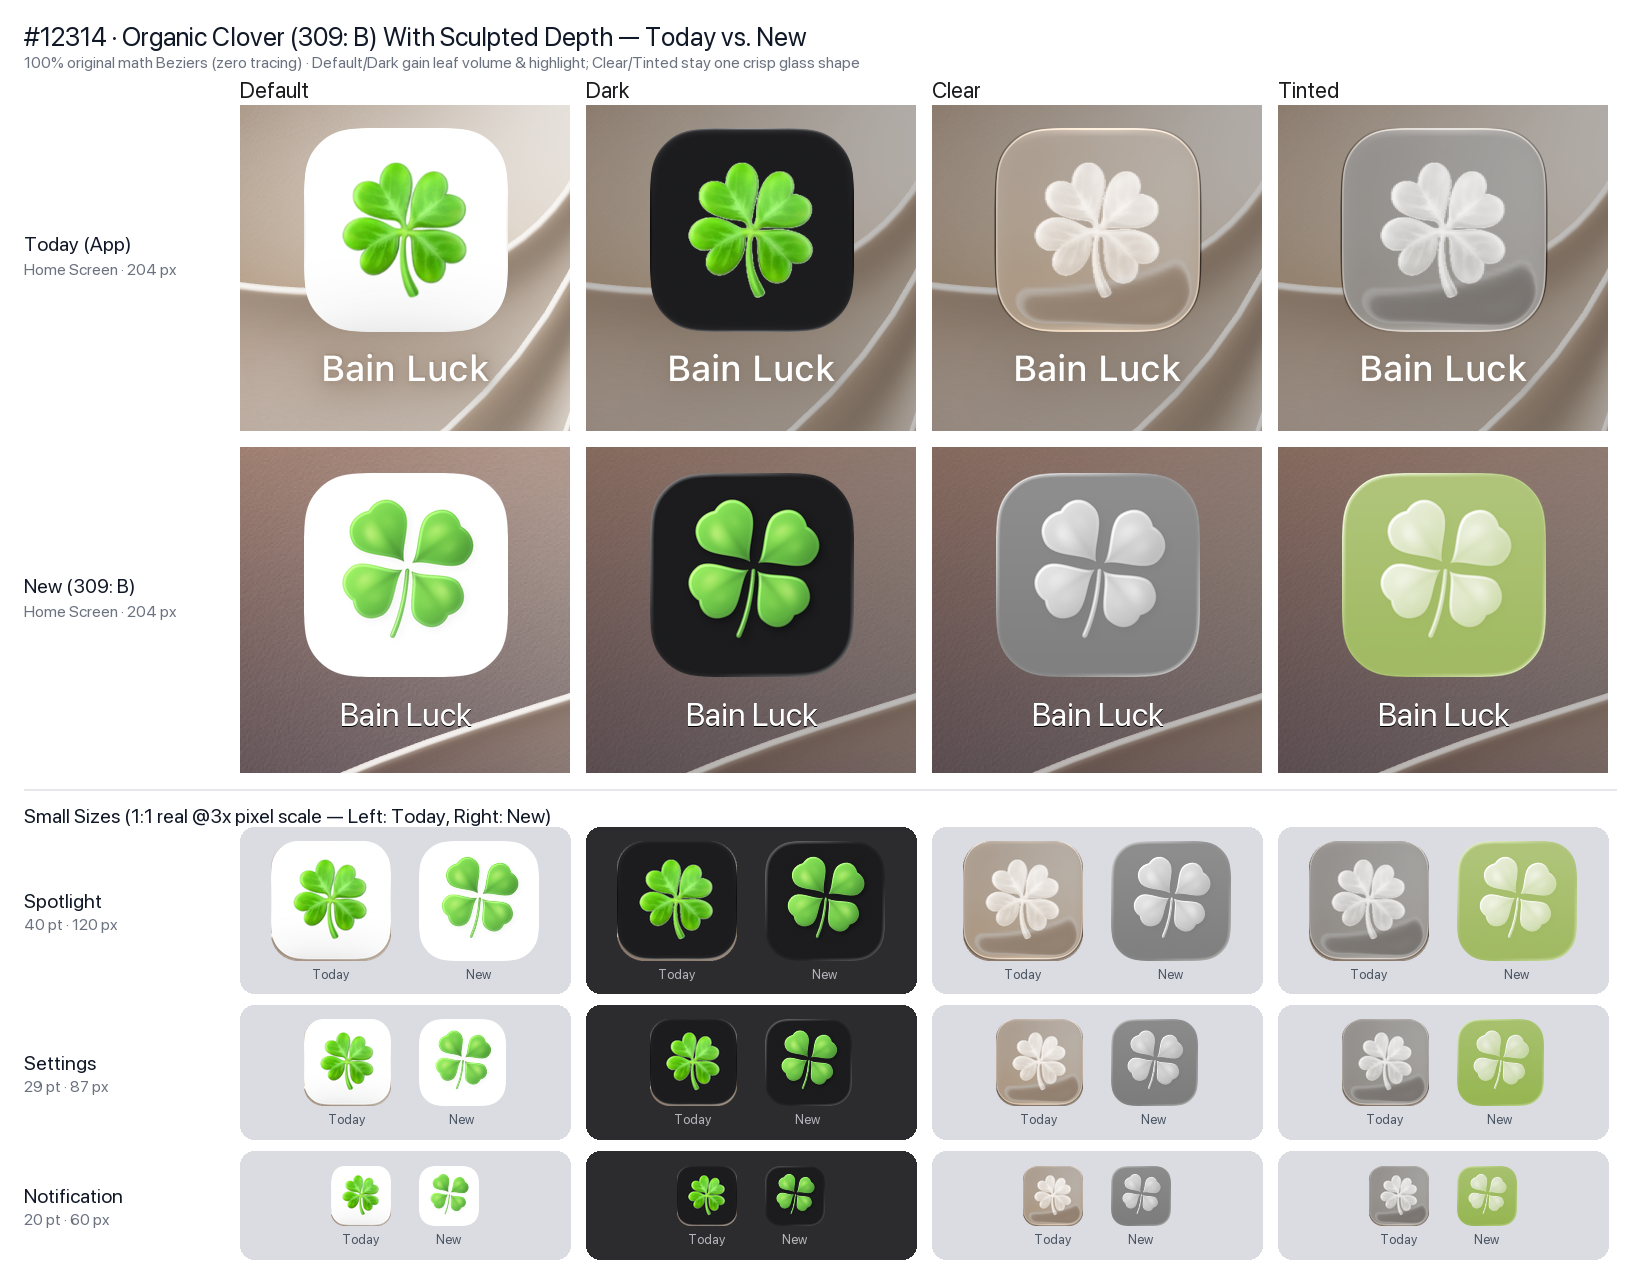 #12314 · Organic Clover (309: B) With Sculpted Depth — Today vs. New
100% original math Beziers (zero tracing) · Default/Dark gain leaf volume & highlight; Clear/Tinted stay one crisp glass shape
Default Dark Clear Tinted
Today (App)
Home Screen · 204 px
Bain Luck Bain Luck Bain Luck Bain Luck
New (309: B)
Home Screen · 204 px
Bain Luck Bain Luck Bain Luck Bain Luck
Small Sizes (1:1 real @3x pixel scale — Left: Today, Right: New)
Spotlight
40 pt · 120 px
Today New Today New Today New Today New
Settings
29 pt · 87 px
Today New Today New Today New Today New
Notification
20 pt · 60 px
Today New Today New Today New Today New